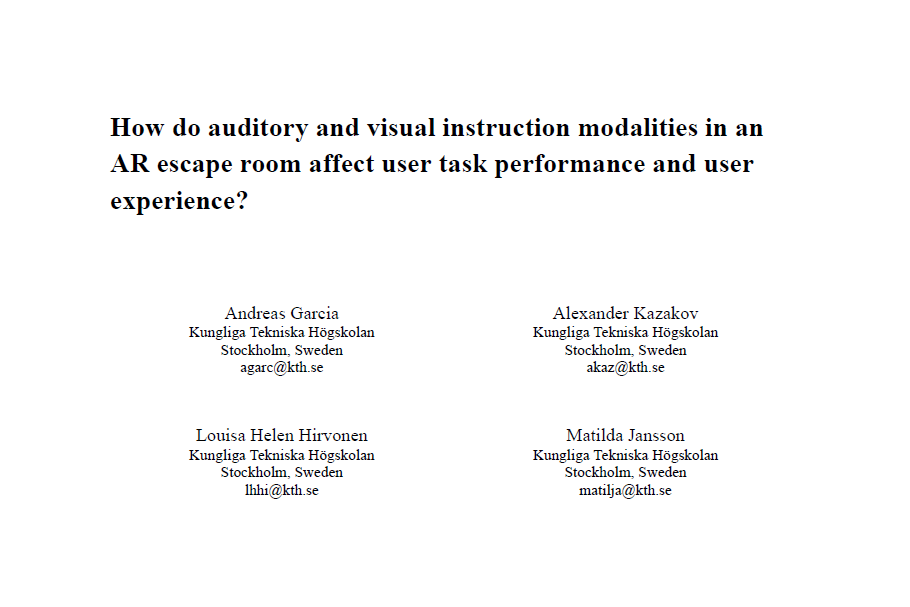 How do auditory and visual instruction modalities in an
AR escape room affect user task performance and user
experience?
Andreas Garcia
Kungliga Tekniska Högskolan
Stockholm, Sweden
agarc@kth.se
Alexander Kazakov
Kungliga Tekniska Högskolan
Stockholm, Sweden
akaz@kth.se
Louisa Helen Hirvonen
Kungliga Tekniska Högskolan
Stockholm, Sweden
lhhi@kth.se
Matilda Jansson
Kungliga Tekniska Högskolan
Stockholm, Sweden
matilja@kth.se